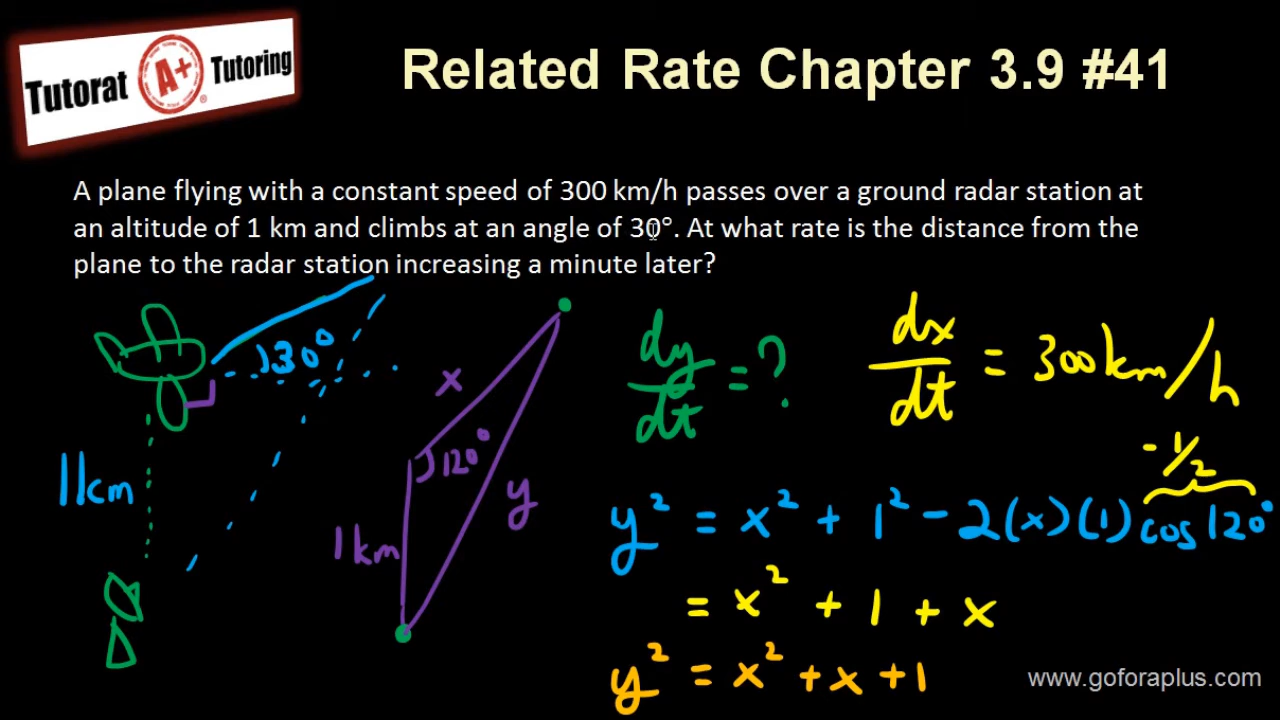 Tutorat A+ Tutoring
Related Rate Chapter 3.9 #41
A plane flying with a constant speed of 300 km/h passes over a ground radar station at
an altitude of 1 km and climbs at an angle of 30°. At what rate is the distance from the
plane to the radar station increasing a minute later?
30°
1km
x
120°
y
1km
dy/dt = ?
dx/dt = 300km/h
-1/2
y² = x² + 1² - 2(x)(1) cos 120°
= x² + 1 + x
y² = x² + x + 1
www.goforaplus.com